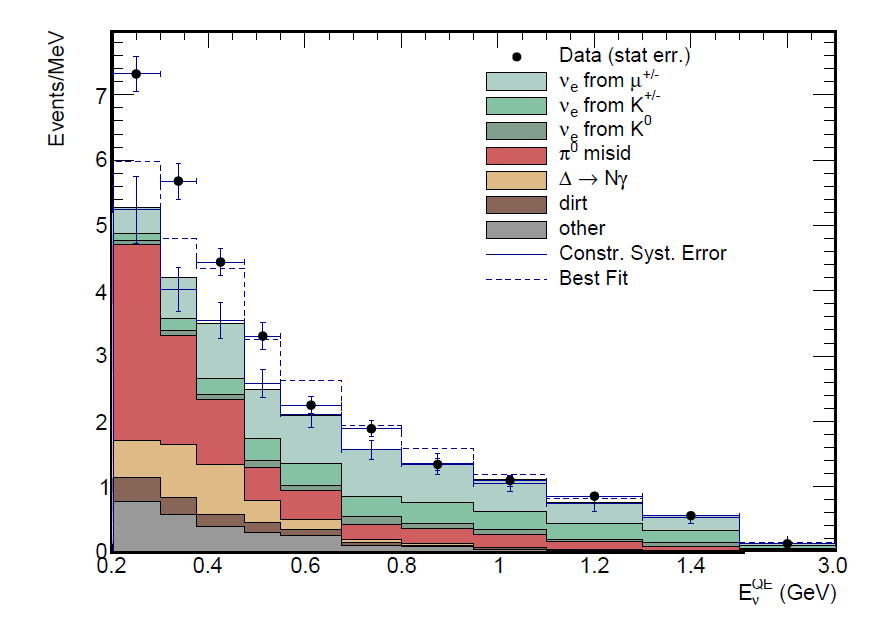 Events/MeV
7
6
5
4
3
2
1
0
Data (stat err.)
νe from μ+/-
νe from K+/-
νe from K0
π0 misid
Δ → Nγ
dirt
other
Constr. Syst. Error
Best Fit
0.2 0.4 0.6 0.8 1 1.2 1.4 3.0
EνQE (GeV)